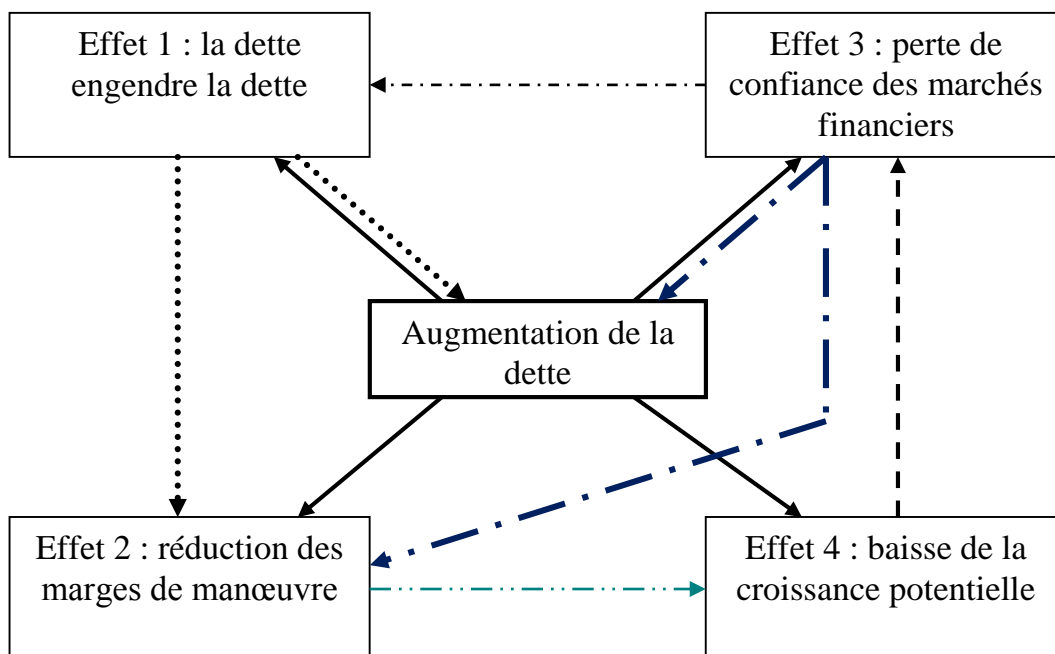 Effet 1 : la dette
engendre la dette
Effet 3 : perte de
confiance des marchés
financiers
Augmentation de la
dette
Effet 2 : réduction des
marges de manœuvre
Effet 4 : baisse de la
croissance potentielle